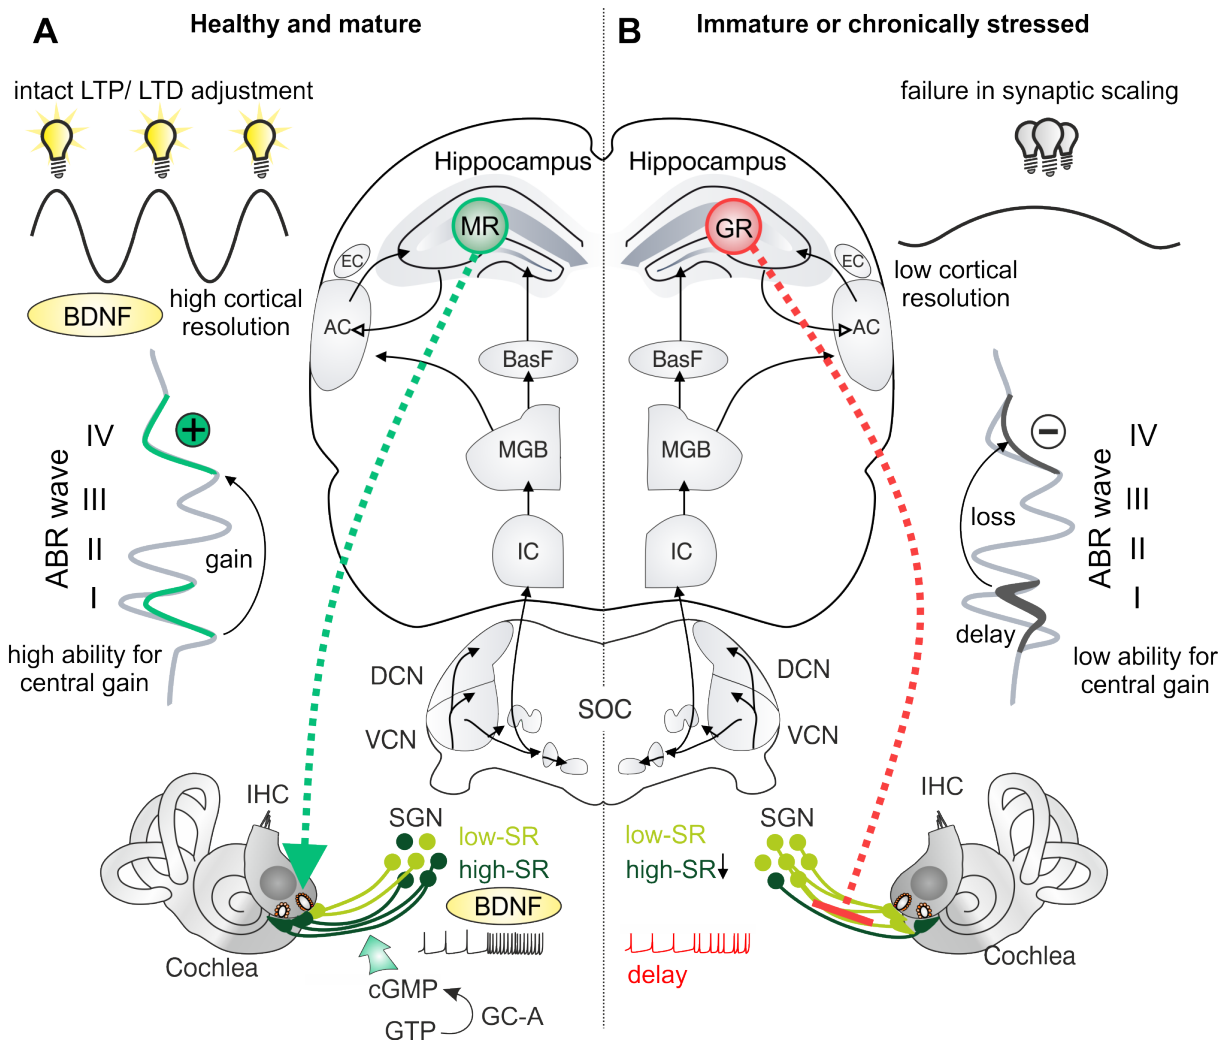 A
Healthy and mature
intact LTP/ LTD adjustment
BDNF
high cortical
resolution
Hippocampus
MR
EC
AC
BasF
MGB
IC
IV
III
II
I
ABR wave
+
gain
high ability for
central gain
DCN
VCN
SOC
IHC
Cochlea
SGN
low-SR
high-SR
BDNF
cGMP
GTP
GC-A
B
Immature or chronically stressed
failure in synaptic scaling
low cortical
resolution
Hippocampus
GR
EC
AC
BasF
MGB
IC
−
IV
III
II
I
ABR wave
loss
delay
low ability for
central gain
DCN
VCN
IHC
Cochlea
SGN
low-SR
high-SR
delay